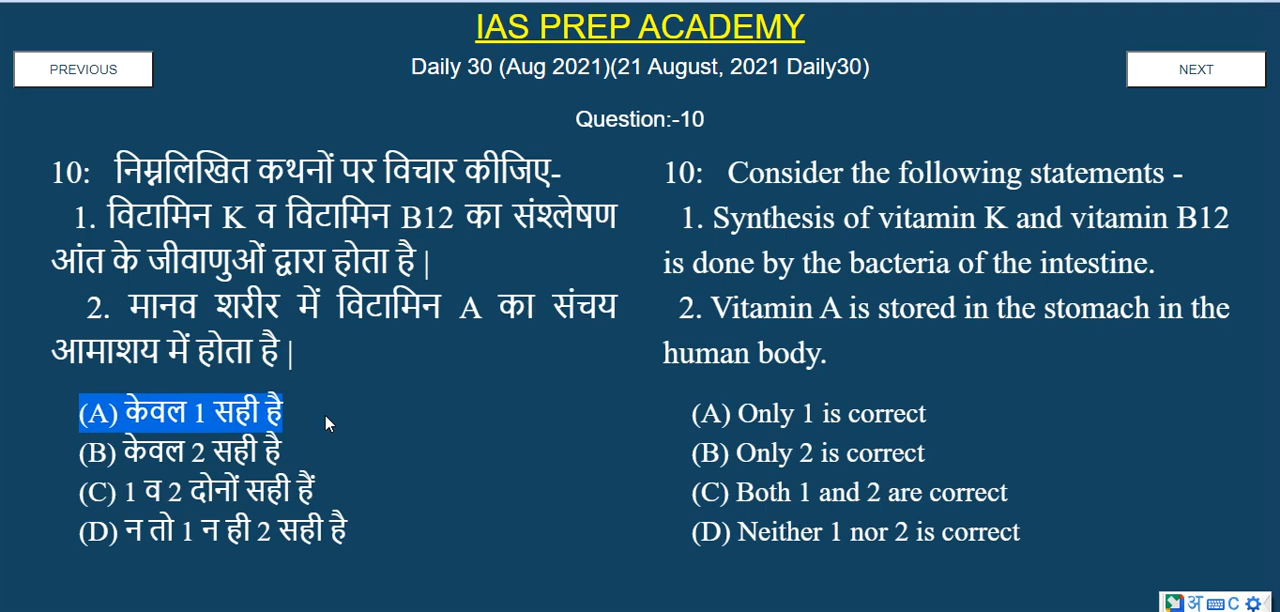 IAS PREP ACADEMY
PREVIOUS
Daily 30 (Aug 2021)(21 August, 2021 Daily30)
NEXT
Question:-10
10: निम्नलिखित कथनों पर विचार कीजिए-
1. विटामिन K व विटामिन B12 का संश्लेषण
आंत के जीवाणुओं द्वारा होता है |
2. मानव शरीर में विटामिन A का संचय
आमाशय में होता है |
(A) केवल 1 सही है
(B) केवल 2 सही है
(C) 1 व 2 दोनों सही हैं
(D) न तो 1 न ही 2 सही है
10: Consider the following statements -
1. Synthesis of vitamin K and vitamin B12
is done by the bacteria of the intestine.
2. Vitamin A is stored in the stomach in the
human body.
(A) Only 1 is correct
(B) Only 2 is correct
(C) Both 1 and 2 are correct
(D) Neither 1 nor 2 is correct
अ C